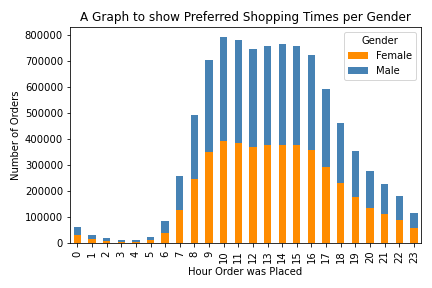 A Graph to show Preferred Shopping Times per Gender
Gender
Female
Male
Number of Orders
800000
700000
600000
500000
400000
300000
200000
100000
0
0 1 2 3 4 5 6 7 8 9 10 11 12 13 14 15 16 17 18 19 20 21 22 23
Hour Order was Placed